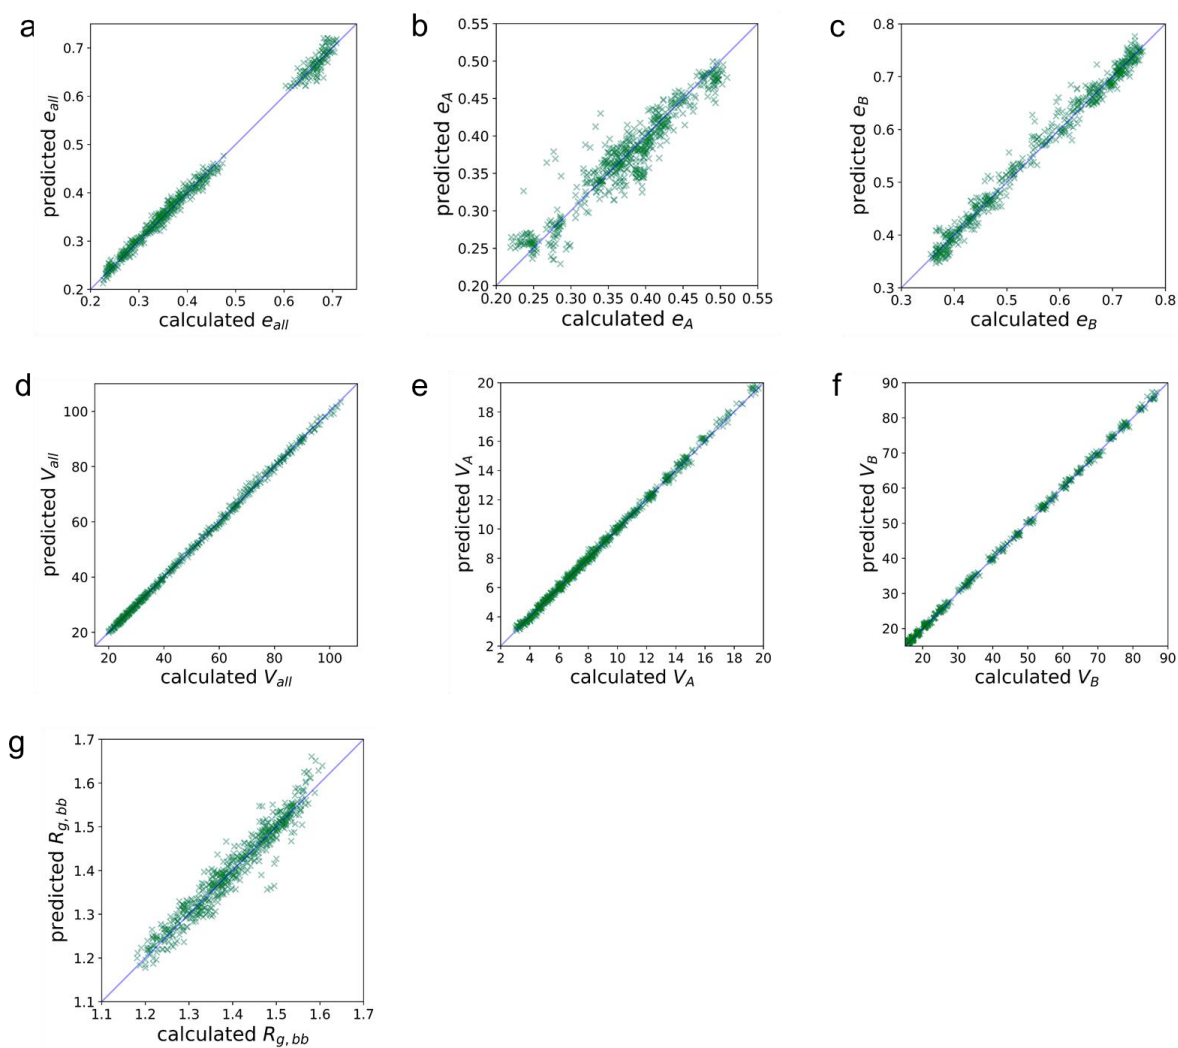 a
predicted e_all
0.7
0.6
0.5
0.4
0.3
0.2
0.2 0.3 0.4 0.5 0.6 0.7
calculated e_all
b
predicted e_A
0.55
0.50
0.45
0.40
0.35
0.30
0.25
0.20
0.20 0.25 0.30 0.35 0.40 0.45 0.50 0.55
calculated e_A
c
predicted e_B
0.8
0.7
0.6
0.5
0.4
0.3
0.3 0.4 0.5 0.6 0.7 0.8
calculated e_B
d
predicted V_all
100
80
60
40
20
20 40 60 80 100
calculated V_all
e
predicted V_A
20
18
16
14
12
10
8
6
4
2
2 4 6 8 10 12 14 16 18 20
calculated V_A
f
predicted V_B
90
80
70
60
50
40
30
20
20 30 40 50 60 70 80 90
calculated V_B
g
predicted R_g,bb
1.7
1.6
1.5
1.4
1.3
1.2
1.1
1.1 1.2 1.3 1.4 1.5 1.6 1.7
calculated R_g,bb